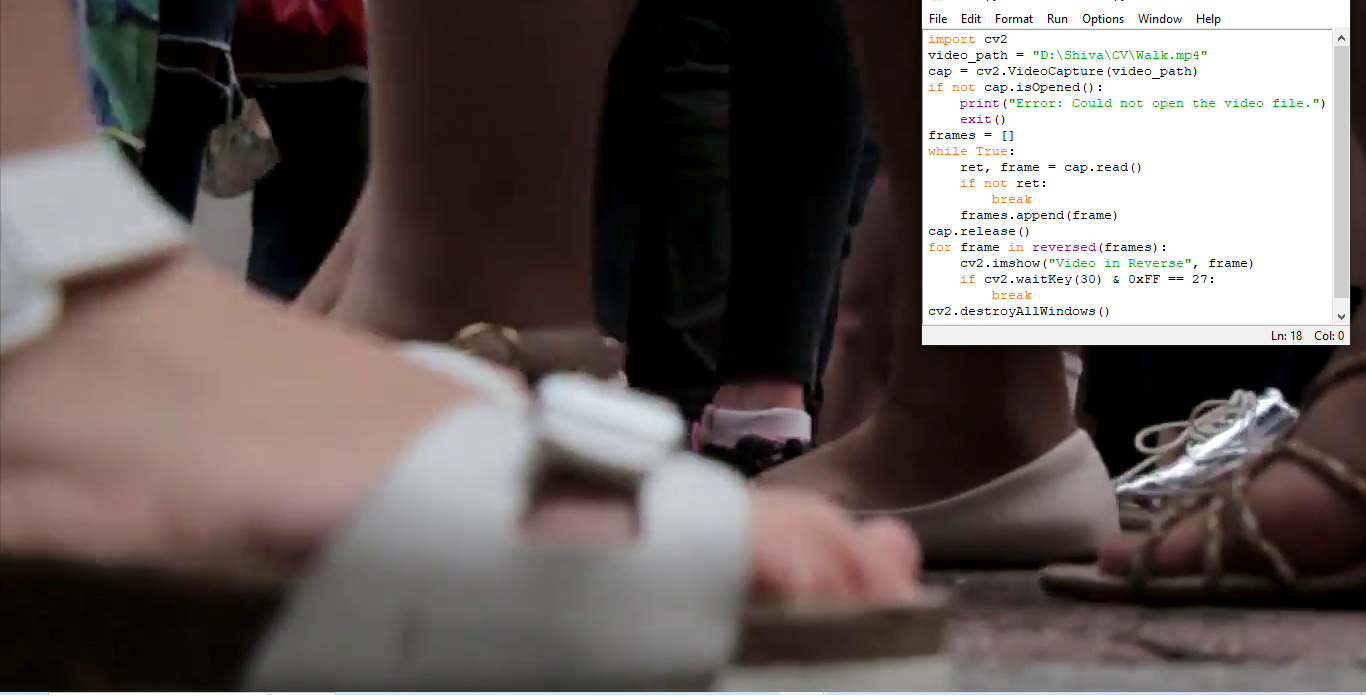 File Edit Format Run Options Window Help
import cv2
video_path = "D:\Shiva\CV\Walk.mp4"
cap = cv2.VideoCapture(video_path)
if not cap.isOpened():
    print("Error: Could not open the video file.")
    exit()
frames = []
while True:
    ret, frame = cap.read()
    if not ret:
        break
    frames.append(frame)
cap.release()
for frame in reversed(frames):
    cv2.imshow("Video in Reverse", frame)
    if cv2.waitKey(30) & 0xFF == 27:
        break
cv2.destroyAllWindows()
Ln: 18 Col: 0